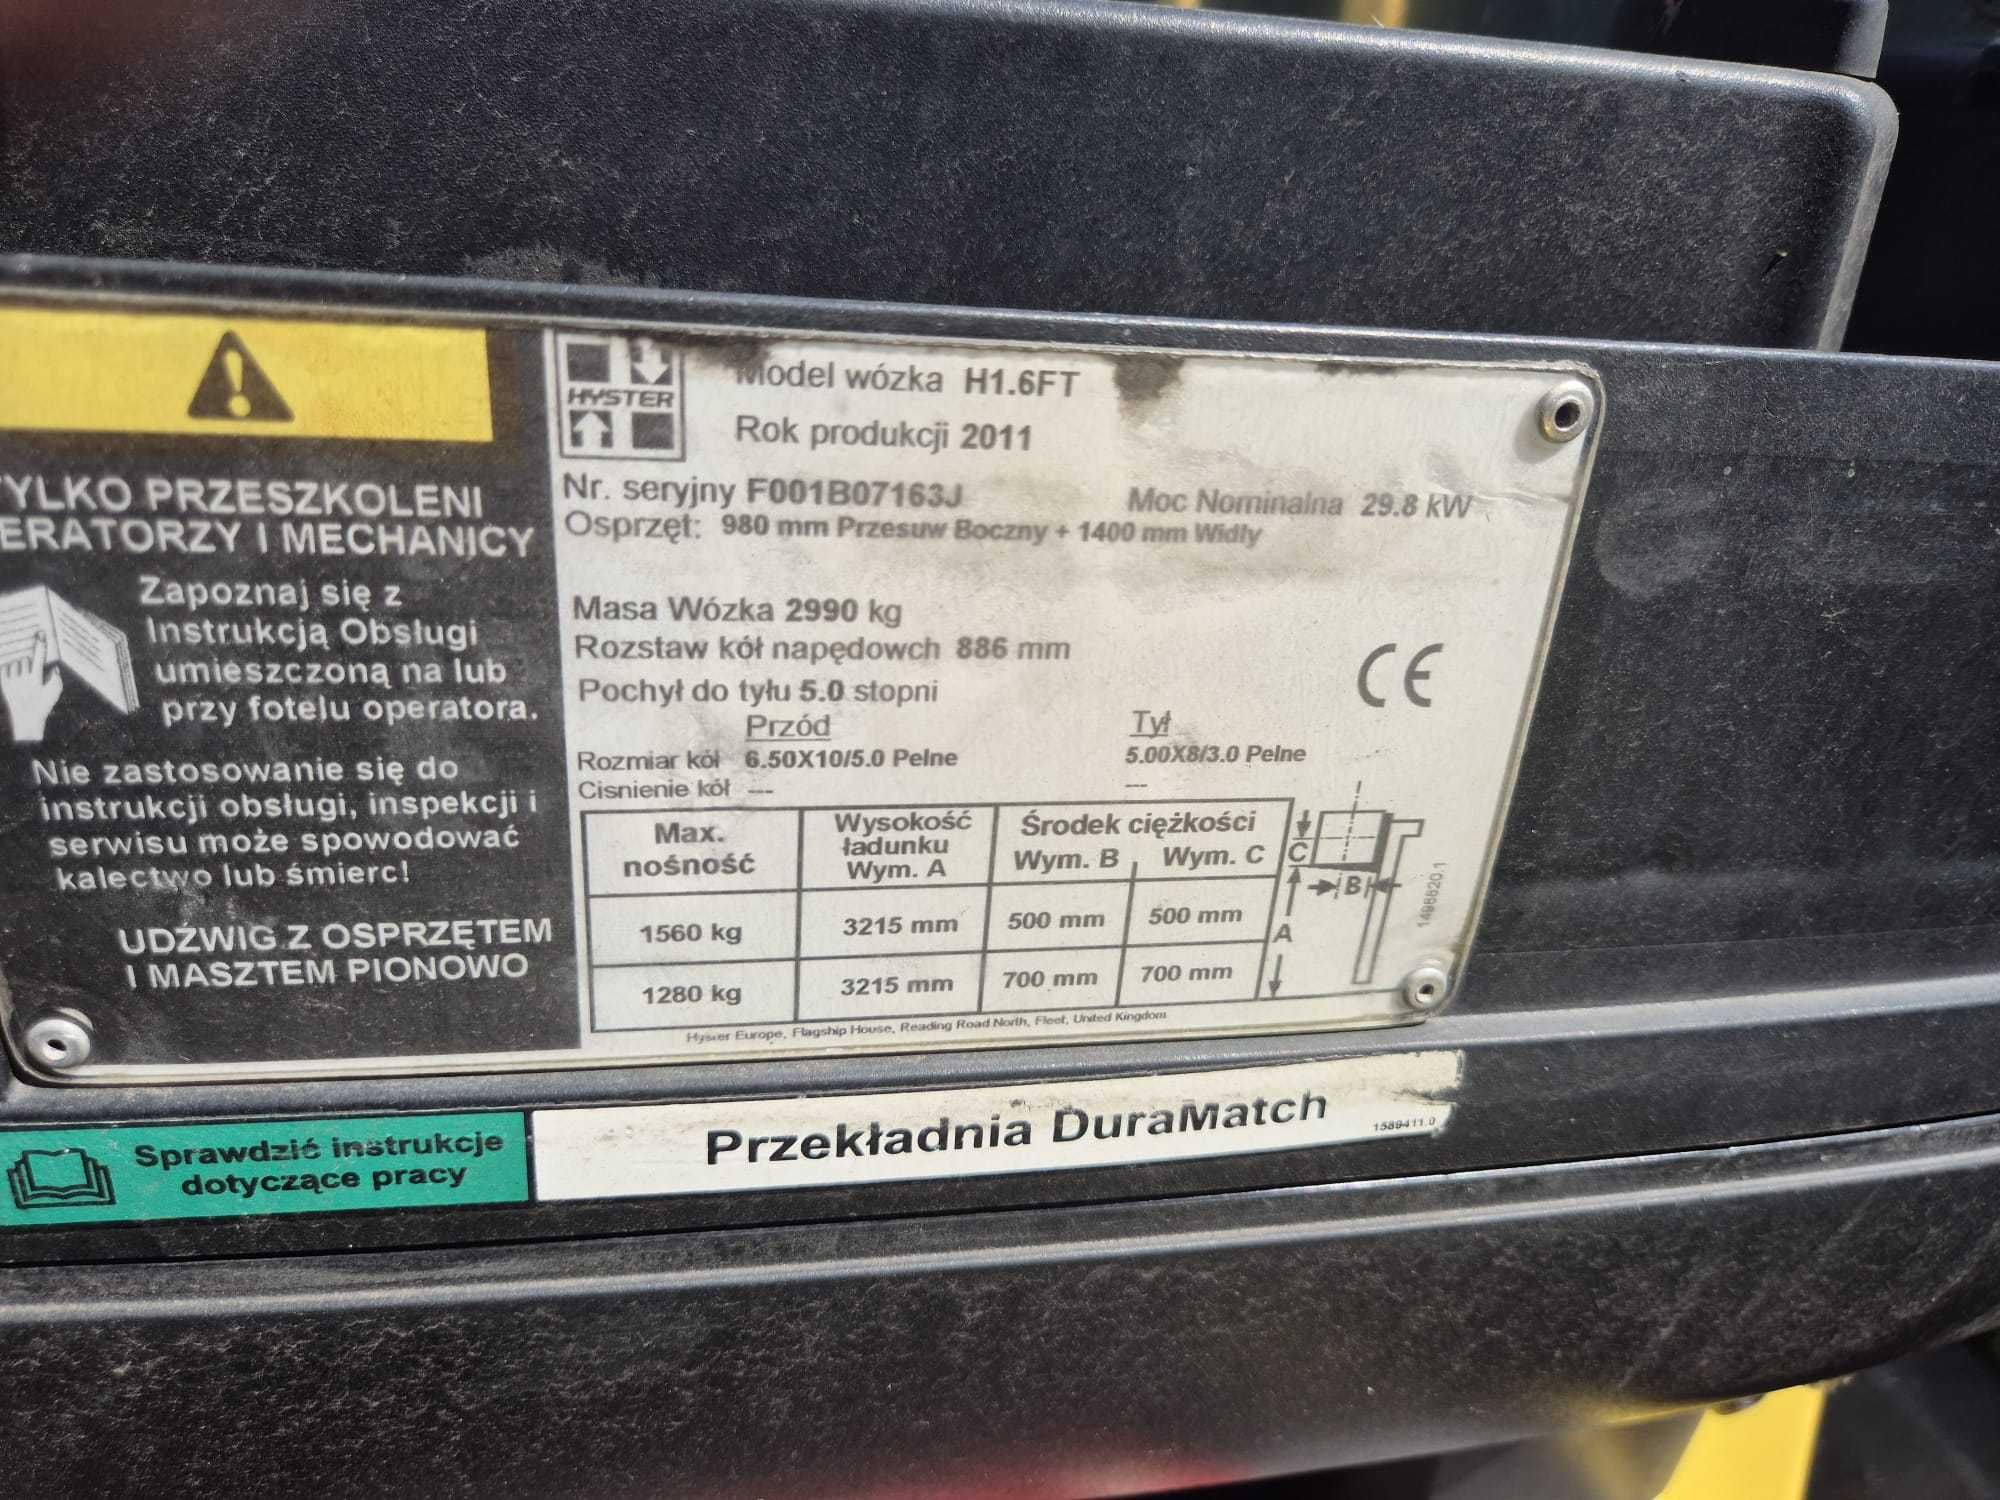 TYLKO PRZESZKOLENI
ERATORZY I MECHANICY
Zapoznaj się z
Instrukcją Obsługi
umieszczoną na lub
przy fotelu operatora.
Nie zastosowanie się do
instrukcji obsługi, inspekcji i
serwisu może spowodować
kalectwo lub śmierc!
UDŹWIG Z OSPRZĘTEM
I MASZTEM PIONOWO
HYSTER
Model wózka H1.6FT
Rok produkcji 2011
Nr. seryjny F001B07163J Moc Nominalna 29.8 kW
Osprzęt: 980 mm Przesuw Boczny + 1400 mm Widly
Masa Wózka 2990 kg
Rozstaw kół napędowch 886 mm
Pochył do tyłu 5.0 stopni
CE
Przód Tył
Rozmiar kół 6.50X10/5.0 Pelne 5.00X8/3.0 Pelne
Cisnienie kół --- ---
Max. nośność Wysokość ładunku Wym. A Środek ciężkości Wym. B Wym. C
1560 kg 3215 mm 500 mm 500 mm
1280 kg 3215 mm 700 mm 700 mm
C
B
A
1498820.1
Hyster Europe, Flagship House, Reading Road North, Fleet, United Kingdom
Sprawdzić instrukcje
dotyczące pracy
Przekładnia DuraMatch
1589411.0